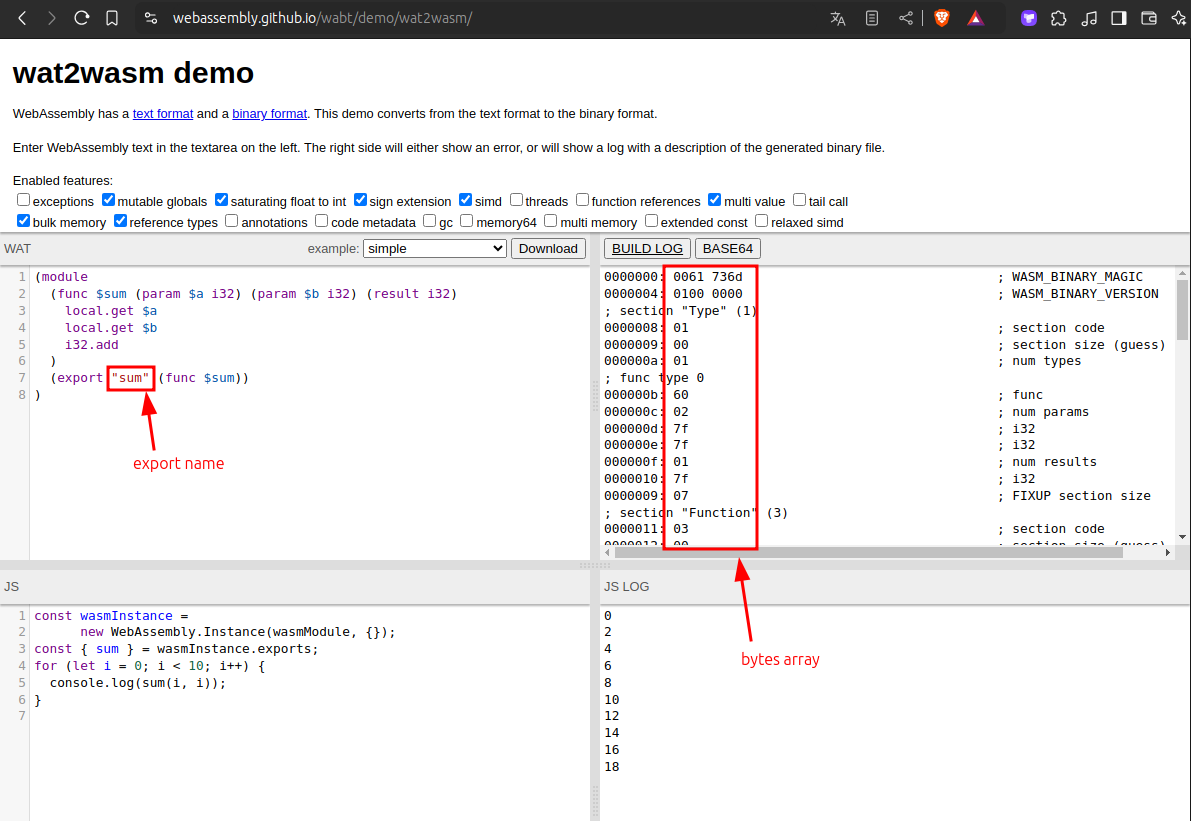 webassembly.github.io/wabt/demo/wat2wasm/
wat2wasm demo
WebAssembly has a text format and a binary format. This demo converts from the text format to the binary format.
Enter WebAssembly text in the textarea on the left. The right side will either show an error, or will show a log with a description of the generated binary file.
Enabled features:
exceptions mutable globals saturating float to int sign extension simd threads function references multi value tail call
bulk memory reference types annotations code metadata gc memory64 multi memory extended const relaxed simd
WAT example: simple Download
1 (module
2 (func $sum (param $a i32) (param $b i32) (result i32)
3 local.get $a
4 local.get $b
5 i32.add
6 )
7 (export "sum" (func $sum))
8 )
export name
BUILD LOG BASE64
0000000: 0061 736d ; WASM_BINARY_MAGIC
0000004: 0100 0000 ; WASM_BINARY_VERSION
; section "Type" (1)
0000008: 01 ; section code
0000009: 00 ; section size (guess)
000000a: 01 ; num types
; func type 0
000000b: 60 ; func
000000c: 02 ; num params
000000d: 7f ; i32
000000e: 7f ; i32
000000f: 01 ; num results
0000010: 7f ; i32
0000009: 07 ; FIXUP section size
; section "Function" (3)
0000011: 03 ; section code
0000012: 00 ; section size (guess)
bytes array
JS
1 const wasmInstance =
2 new WebAssembly.Instance(wasmModule, {});
3 const { sum } = wasmInstance.exports;
4 for (let i = 0; i < 10; i++) {
5 console.log(sum(i, i));
6 }
7
JS LOG
0
2
4
6
8
10
12
14
16
18